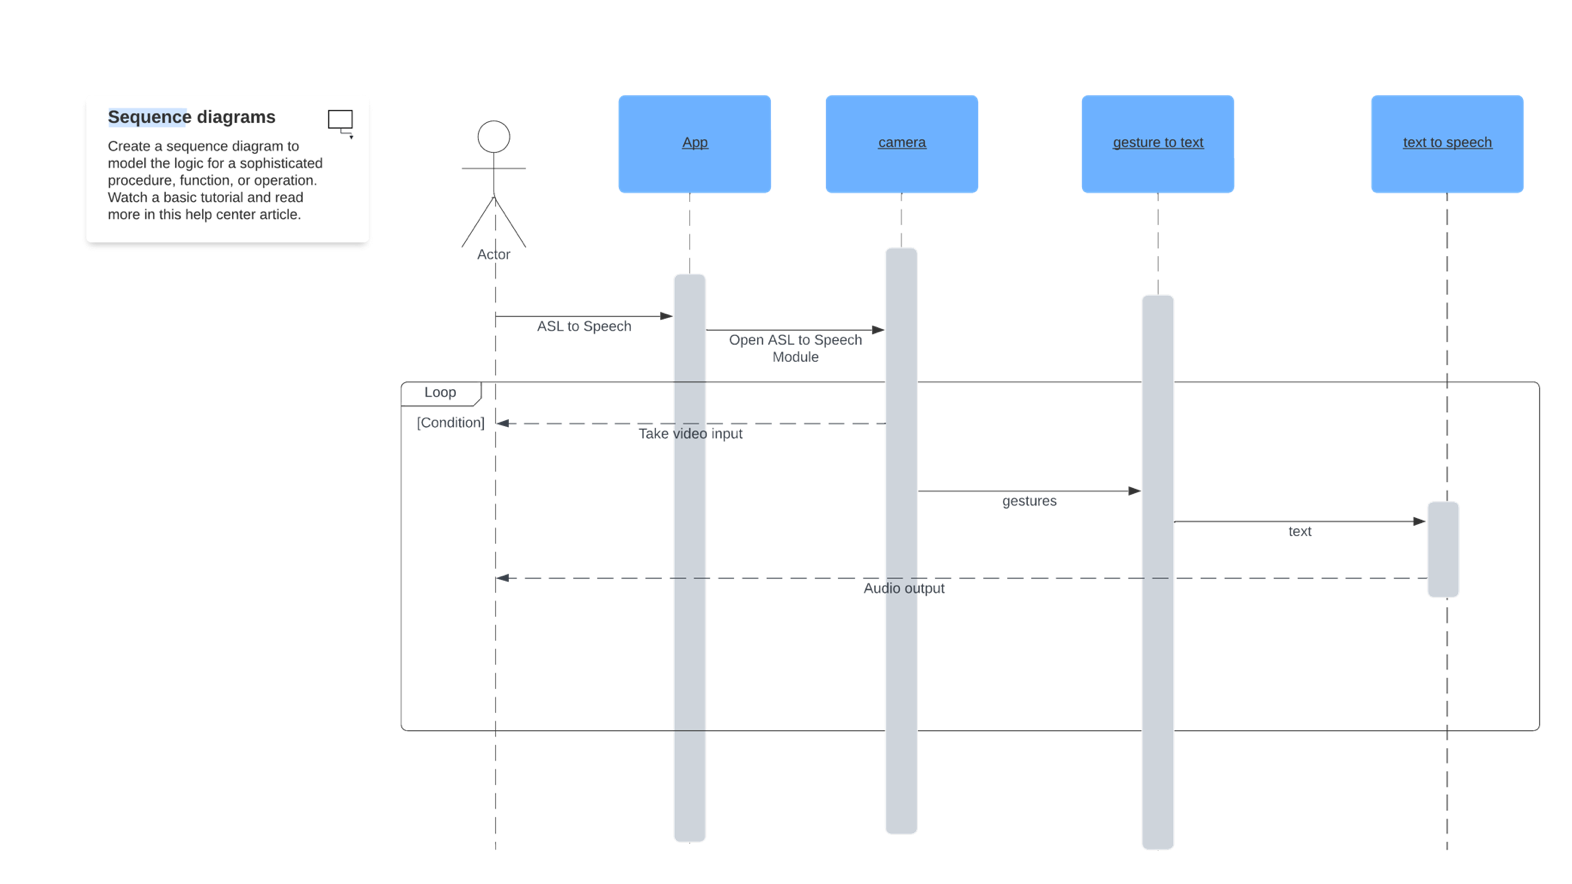 Sequence diagrams
Create a sequence diagram to
model the logic for a sophisticated
procedure, function, or operation.
Watch a basic tutorial and read
more in this help center article.
Actor
App
camera
gesture to text
text to speech
ASL to Speech
Open ASL to Speech
Module
Loop
[Condition]
Take video input
gestures
text
Audio output